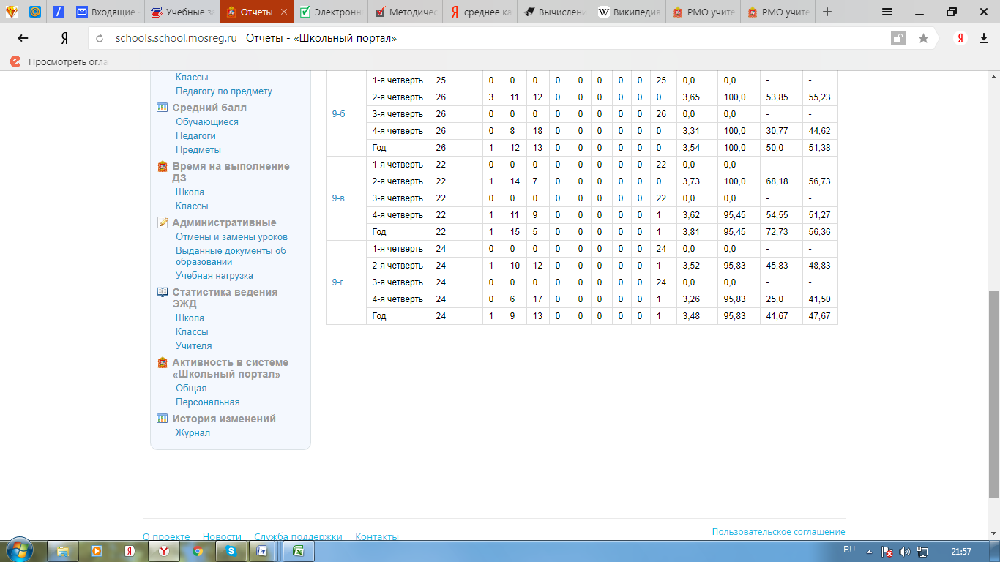 Входящие
Учебные за
Отчеты
Электронн
Методичес
среднее ка
Вычислени
Википедия
РМО учите
РМО учите
schools.school.mosreg.ru Отчеты - «Школьный портал»
Просмотреть огла
Классы
Педагогу по предмету
Средний балл
Обучающиеся
Педагоги
Предметы
Время на выполнение
ДЗ
Школа
Классы
Административные
Отмены и замены уроков
Выданные документы об
образовании
Учебная нагрузка
Статистика ведения
ЭЖД
Школа
Классы
Учителя
Активность в системе
«Школьный портал»
Общая
Персональная
История изменений
Журнал
1-я четверть 25 0 0 0 0 0 0 0 0 25 0,0 0,0 - -
2-я четверть 26 3 11 12 0 0 0 0 0 0 3,65 100,0 53,85 55,23
9-б 3-я четверть 26 0 0 0 0 0 0 0 0 26 0,0 0,0 - -
4-я четверть 26 0 8 18 0 0 0 0 0 0 3,31 100,0 30,77 44,62
Год 26 1 12 13 0 0 0 0 0 0 3,54 100,0 50,0 51,38
1-я четверть 22 0 0 0 0 0 0 0 0 22 0,0 0,0 - -
2-я четверть 22 1 14 7 0 0 0 0 0 0 3,73 100,0 68,18 56,73
9-в 3-я четверть 22 0 0 0 0 0 0 0 0 22 0,0 0,0 - -
4-я четверть 22 1 11 9 0 0 0 0 0 1 3,62 95,45 54,55 51,27
Год 22 1 15 5 0 0 0 0 0 1 3,81 95,45 72,73 56,36
1-я четверть 24 0 0 0 0 0 0 0 0 24 0,0 0,0 - -
2-я четверть 24 1 10 12 0 0 0 0 0 1 3,52 95,83 45,83 48,83
9-г 3-я четверть 24 0 0 0 0 0 0 0 0 24 0,0 0,0 - -
4-я четверть 24 0 6 17 0 0 0 0 0 1 3,26 95,83 25,0 41,50
Год 24 1 9 13 0 0 0 0 0 1 3,48 95,83 41,67 47,67
О проекте Новости Служба поддержки Контакты
Пользовательское соглашение
RU 21:57